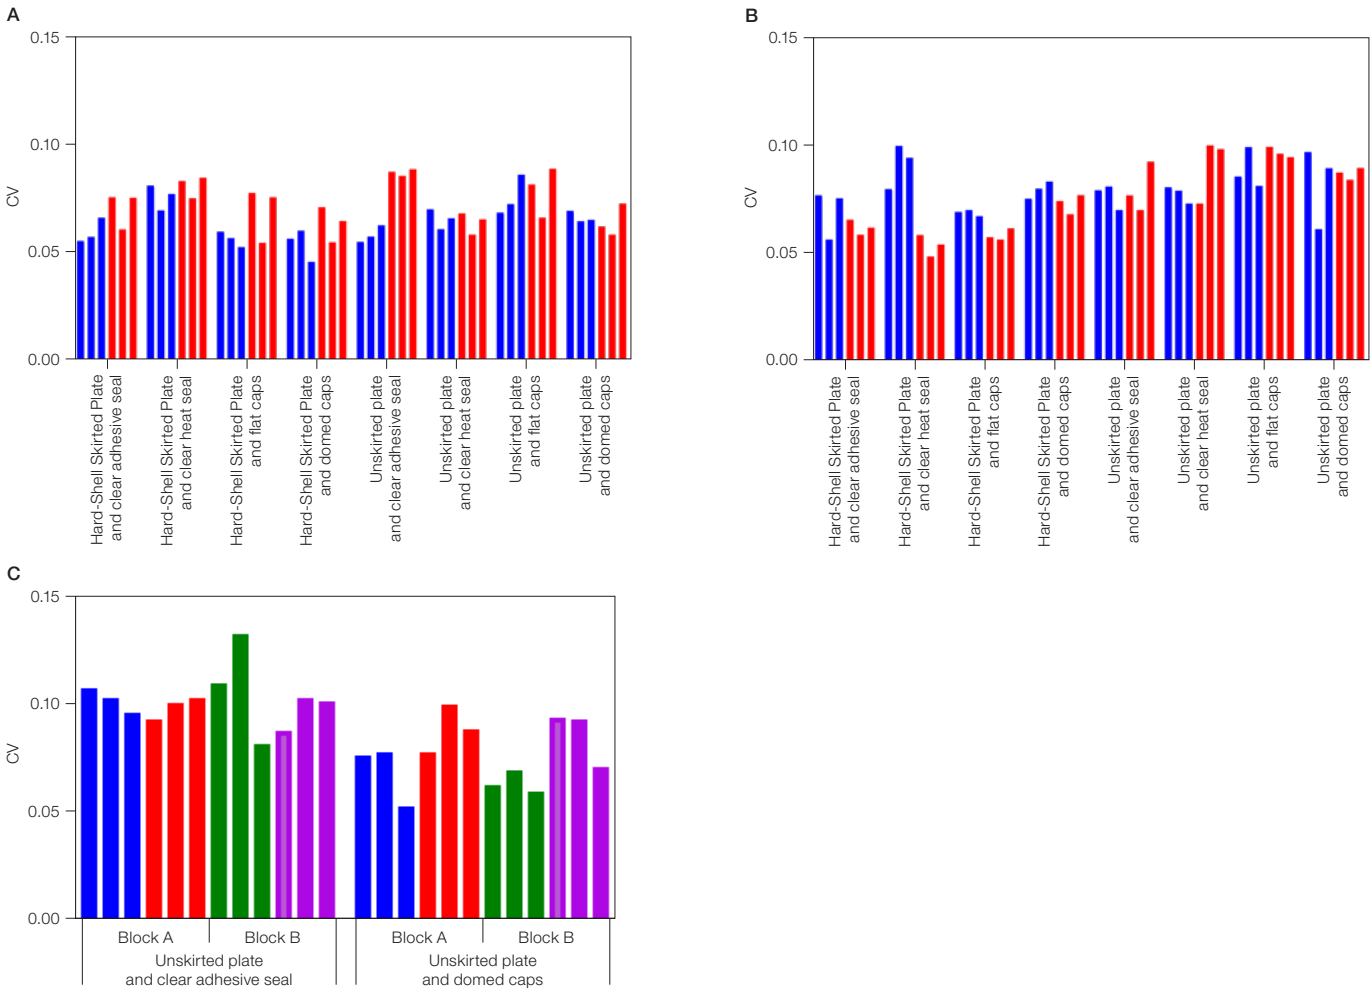 A
0.15
0.10
CV
0.05
0.00
Hard-Shell Skirted Plate
and clear adhesive seal
Hard-Shell Skirted Plate
and clear heat seal
Hard-Shell Skirted Plate
and flat caps
Hard-Shell Skirted Plate
and domed caps
Unskirted plate
and clear adhesive seal
Unskirted plate
and clear heat seal
Unskirted plate
and flat caps
Unskirted plate
and domed caps
B
0.15
0.10
CV
0.05
0.00
Hard-Shell Skirted Plate
and clear adhesive seal
Hard-Shell Skirted Plate
and clear heat seal
Hard-Shell Skirted Plate
and flat caps
Hard-Shell Skirted Plate
and domed caps
Unskirted plate
and clear adhesive seal
Unskirted plate
and clear heat seal
Unskirted plate
and flat caps
Unskirted plate
and domed caps
C
0.15
0.10
CV
0.05
0.00
Block A
Block B
Block A
Block B
Unskirted plate
and clear adhesive seal
Unskirted plate
and domed caps